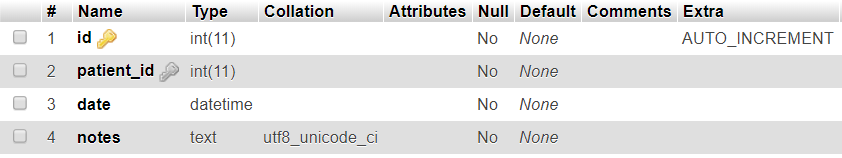 # Name Type Collation Attributes Null Default Comments Extra
1 id int(11) No None AUTO_INCREMENT
2 patient_id int(11) No None
3 date datetime No None
4 notes text utf8_unicode_ci No None